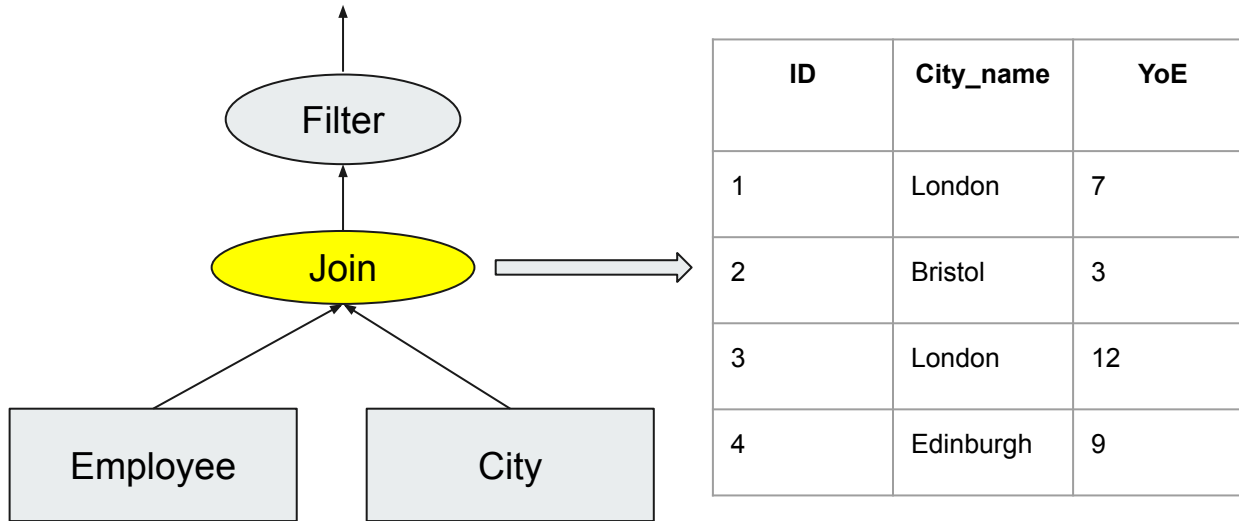 Filter
Join
Employee
City
ID City_name YoE
1 London 7
2 Bristol 3
3 London 12
4 Edinburgh 9